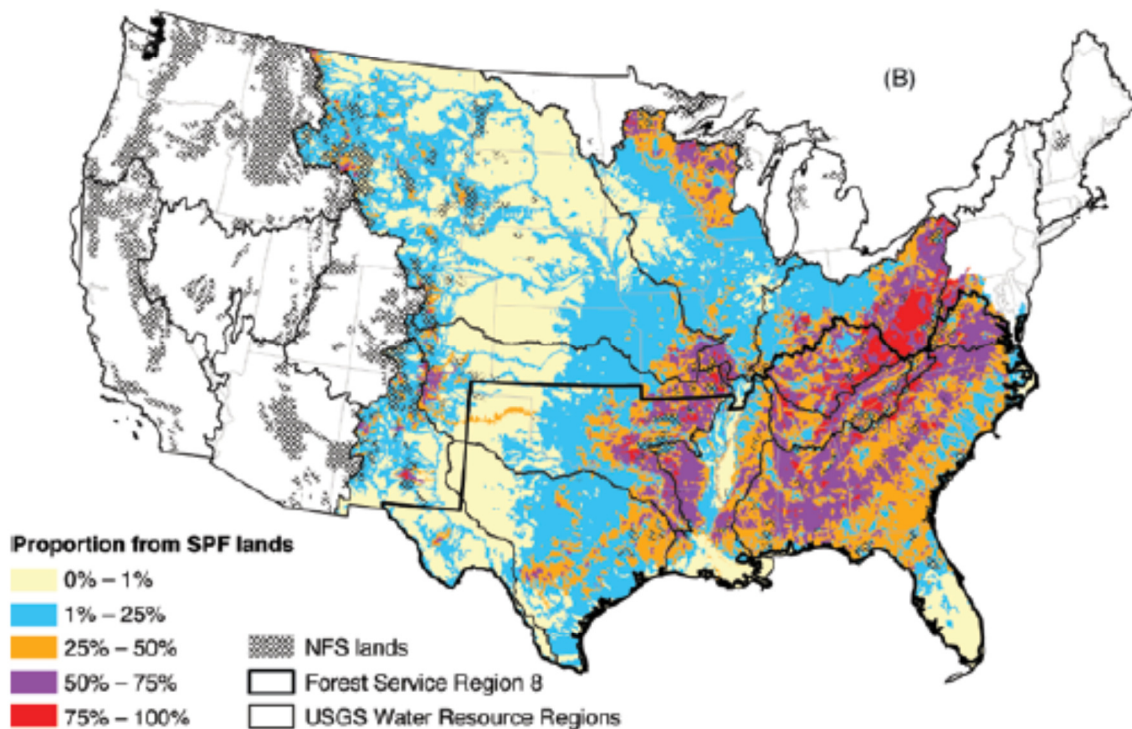 (B)
Proportion from SPF lands
0% – 1%
1% – 25%
25% – 50%
50% – 75%
75% – 100%
NFS lands
Forest Service Region 8
USGS Water Resource Regions